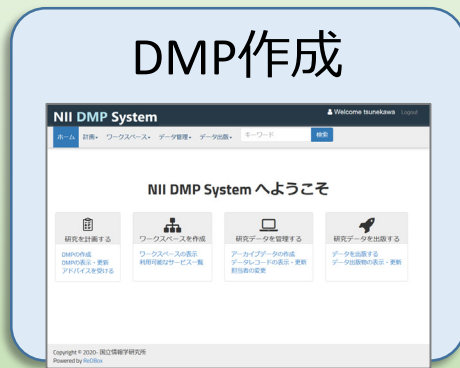 DMP作成
NII DMP System
Welcome tsunekawa Logout
ホーム 計画 ワークスペース データ管理 データ出版 キーワード 検索
NII DMP System へようこそ
研究を計画する
DMPの作成
DMPの表示・更新
アドバイスを受ける
ワークスペースを作成
ワークスペースの表示
利用可能なサービス一覧
研究データを管理する
アーカイブデータの作成
データレコードの表示・更新
担当者の変更
研究データを出版する
データを出版する
データ出版物の表示・更新
Copyright © 2020- 国立情報学研究所
Powered by ReDBox